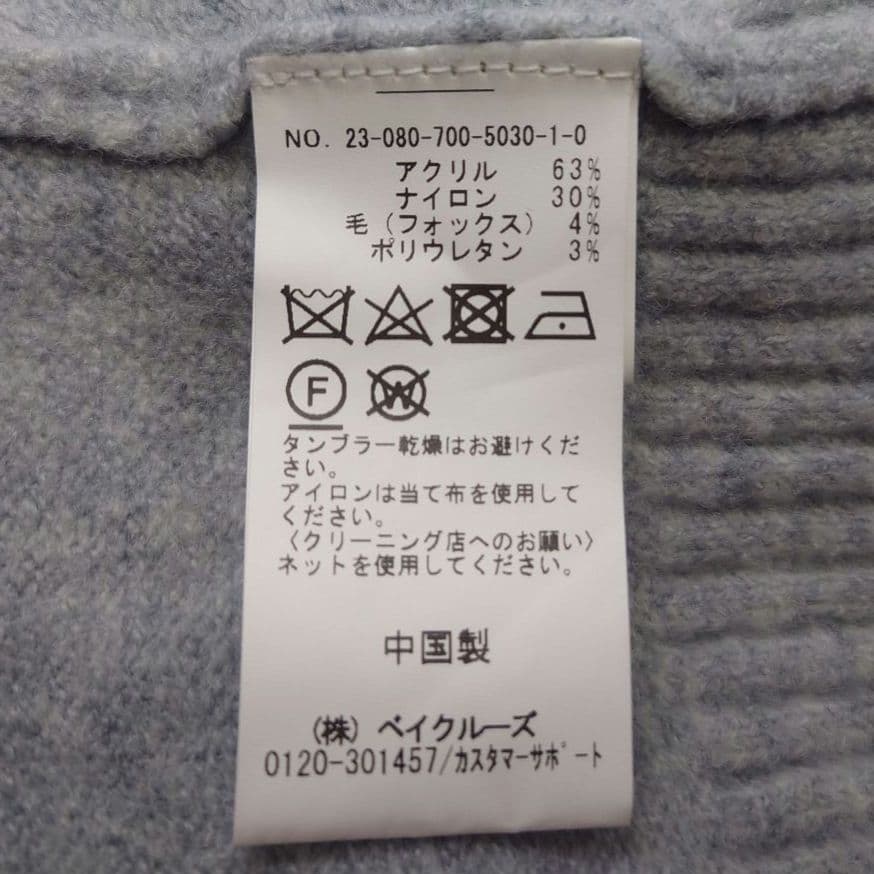 NO. 23-080-700-5030-1-0
アクリル 63%
ナイロン 30%
毛(フォックス) 4%
ポリウレタン 3%
F W
タンブラー乾燥はお避けくだ
さい。
アイロンは当て布を使用して
ください。
〈クリーニング店へのお願い〉
ネットを使用してください。
中国製
(株)ベイクルーズ
0120-301457/カスタマーサポート